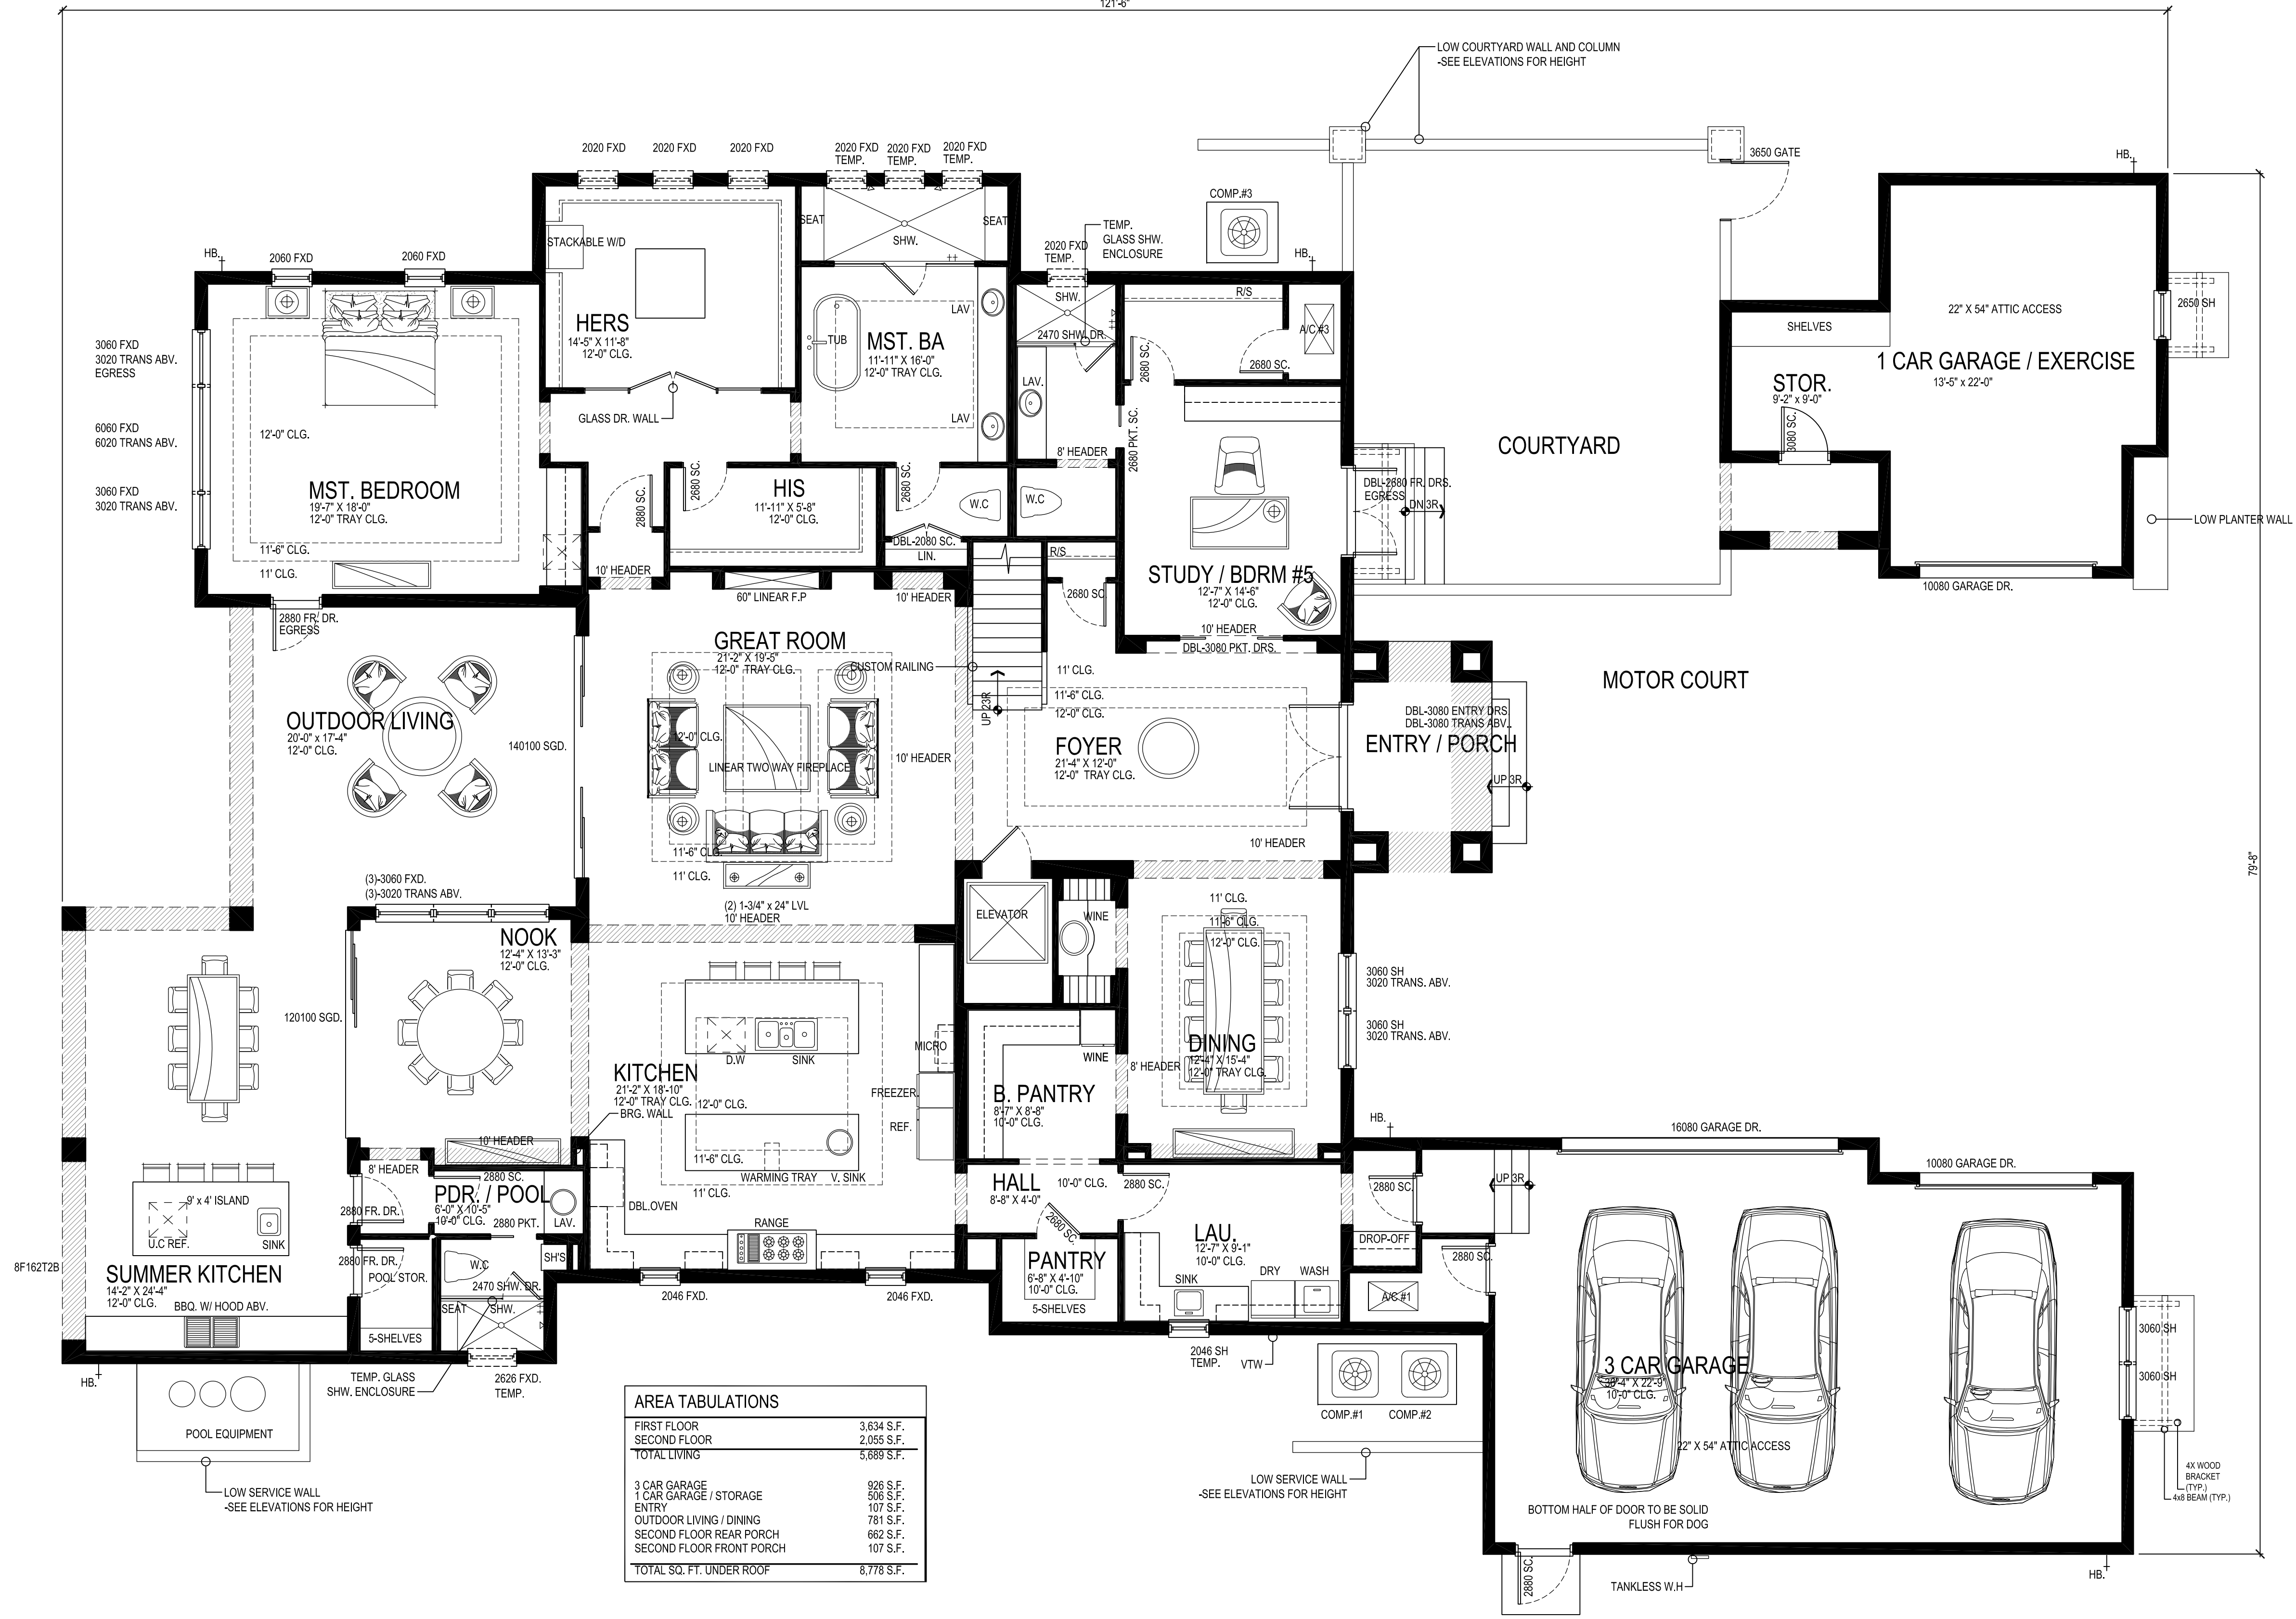 121'-6"
LOW COURTYARD WALL AND COLUMN
-SEE ELEVATIONS FOR HEIGHT
2020 FXD
2020 FXD
2020 FXD
2020 FXD
TEMP.
2020 FXD
TEMP.
2020 FXD
TEMP.
3650 GATE
HB.
COMP.#3
SEAT
SEAT
SHW.
STACKABLE W/D
TEMP.
GLASS SHW.
ENCLOSURE
2020 FXD
TEMP.
HB.
HB.
2060 FXD
2060 FXD
SHW.
R/S
2470 SHW. DR.
A/C #3
2650 SH
22" X 54" ATTIC ACCESS
SHELVES
LAV
HERS
14'-5" X 11'-8"
12'-0" CLG.
TUB
MST. BA
11'-11" X 16'-0"
12'-0" TRAY CLG.
3060 FXD
3020 TRANS ABV.
EGRESS
2680 SC.
2680 SC.
1 CAR GARAGE / EXERCISE
13'-5" x 22'-0"
STOR.
9'-2" x 9'-0"
3080 SC.
LAV.
GLASS DR. WALL
LAV
2680 PKT. SC.
6060 FXD
6020 TRANS ABV.
12'-0" CLG.
8' HEADER
COURTYARD
MST. BEDROOM
19'-7" X 18'-0"
12'-0" TRAY CLG.
3060 FXD
3020 TRANS ABV.
2880 SC.
2680 SC.
HIS
11'-11" X 5'-8"
12'-0" CLG.
2680 SC.
W.C
W.C
DBL-2680 FR. DRS.
EGRESS
DN 3R
LOW PLANTER WALL
DBL-2080 SC.
LIN.
11'-6" CLG.
11' CLG.
10' HEADER
R/S
60" LINEAR F.P
10' HEADER
2680 SC
STUDY / BDRM #5
12'-7" X 14'-6"
12'-0" CLG.
10080 GARAGE DR.
2880 FR. DR.
EGRESS
10' HEADER
DBL-3080 PKT. DRS.
GREAT ROOM
21'-2" X 19'-5"
12'-0" TRAY CLG.
CUSTOM RAILING
11' CLG.
11'-6" CLG.
12'-0" CLG.
UP 23R
MOTOR COURT
OUTDOOR LIVING
20'-0" x 17'-4"
12'-0" CLG.
140100 SGD.
12'-0" CLG.
LINEAR TWO WAY FIREPLACE
10' HEADER
FOYER
21'-4" X 12'-0"
12'-0" TRAY CLG.
DBL-3080 ENTRY DRS.
DBL-3080 TRANS ABV.
ENTRY / PORCH
UP 3R
10' HEADER
11'-6" CLG.
11' CLG.
79'-8"
(3)-3060 FXD.
(3)-3020 TRANS ABV.
(2) 1-3/4" x 24" LVL
10' HEADER
ELEVATOR
WINE
11' CLG.
11'-6" CLG.
12'-0" CLG.
NOOK
12'-4" X 13'-3"
12'-0" CLG.
3060 SH
3020 TRANS. ABV.
120100 SGD.
3060 SH
3020 TRANS. ABV.
D.W
SINK
MICRO
WINE
DINING
12'-4" X 15'-4"
12'-0" TRAY CLG.
8' HEADER
KITCHEN
21'-2" X 18'-10"
12'-0" TRAY CLG.
BRG. WALL
12'-0" CLG.
FREEZER.
REF.
B. PANTRY
8'-7" X 8'-8"
10'-0" CLG.
HB.
16080 GARAGE DR.
10' HEADER
8' HEADER
11'-6" CLG.
WARMING TRAY
V. SINK
11' CLG.
DBL.OVEN
RANGE
10080 GARAGE DR.
2880 SC.
PDR. / POOL
6'-0" X 10'-5"
10'-0" CLG.
2880 PKT.
LAV.
HALL
8'-8" X 4'-0"
10'-0" CLG.
2880 SC.
2880 SC.
UP 3R
9' x 4' ISLAND
U.C REF.
SINK
2880 FR. DR.
2680 SC.
DROP-OFF
2880 SC.
8F162T2B
SUMMER KITCHEN
14'-2" X 24'-4"
12'-0" CLG.
BBQ. W/ HOOD ABV.
2880 FR. DR.
POOL STOR.
W.C
SH'S
2470 SHW. DR.
SEAT
SHW.
5-SHELVES
LAU.
12'-7" X 9'-1"
10'-0" CLG.
PANTRY
6'-8" X 4'-10"
10'-0" CLG.
5-SHELVES
SINK
DRY
WASH
A/C #1
2046 FXD.
2046 FXD.
3060 SH
3060 SH
2046 SH
TEMP.
VTW
HB.
TEMP. GLASS
SHW. ENCLOSURE
2626 FXD.
TEMP.
3 CAR GARAGE
10'-0" CLG.
COMP.#1
COMP.#2
POOL EQUIPMENT
22" X 54" ATTIC ACCESS
LOW SERVICE WALL
-SEE ELEVATIONS FOR HEIGHT
LOW SERVICE WALL
-SEE ELEVATIONS FOR HEIGHT
4X WOOD
BRACKET
(TYP.)
4x8 BEAM (TYP.)
BOTTOM HALF OF DOOR TO BE SOLID
FLUSH FOR DOG
2880 SC.
TANKLESS W.H
HB.
AREA TABULATIONS
FIRST FLOOR 3,634 S.F.
SECOND FLOOR 2,055 S.F.
TOTAL LIVING 5,689 S.F.
3 CAR GARAGE 926 S.F.
1 CAR GARAGE / STORAGE 506 S.F.
ENTRY 107 S.F.
OUTDOOR LIVING / DINING 781 S.F.
SECOND FLOOR REAR PORCH 662 S.F.
SECOND FLOOR FRONT PORCH 107 S.F.
TOTAL SQ. FT. UNDER ROOF 8,778 S.F.